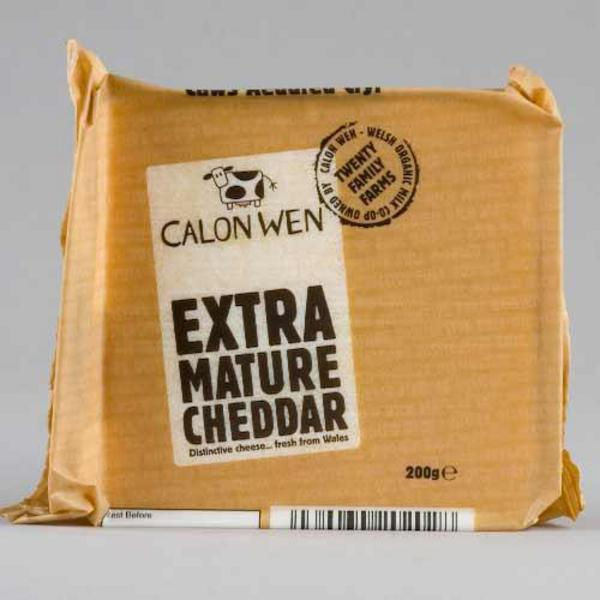 CALON WEN
EXTRA
MATURE
CHEDDAR
Distinctive cheese... fresh from Wales
CALON WEN - WELSH ORGANIC MILK CO-OP OWNED BY
TWENTY
FAMILY
FARMS
200g℮
Best Before